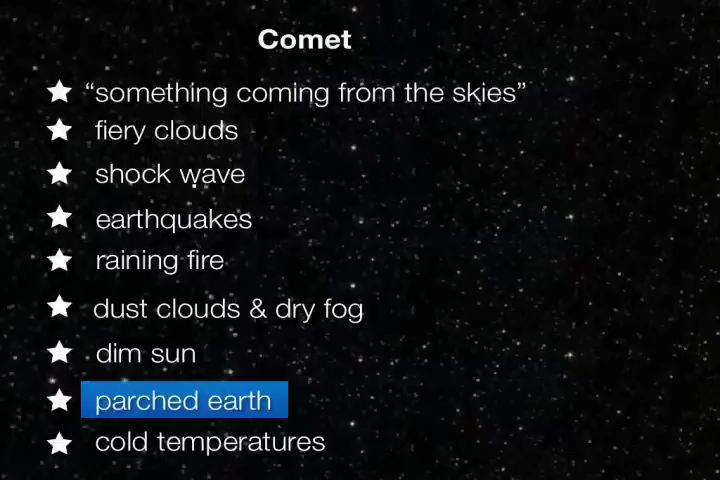 Comet
“something coming from the skies”
fiery clouds
shock wave
earthquakes
raining fire
dust clouds & dry fog
dim sun
parched earth
cold temperatures